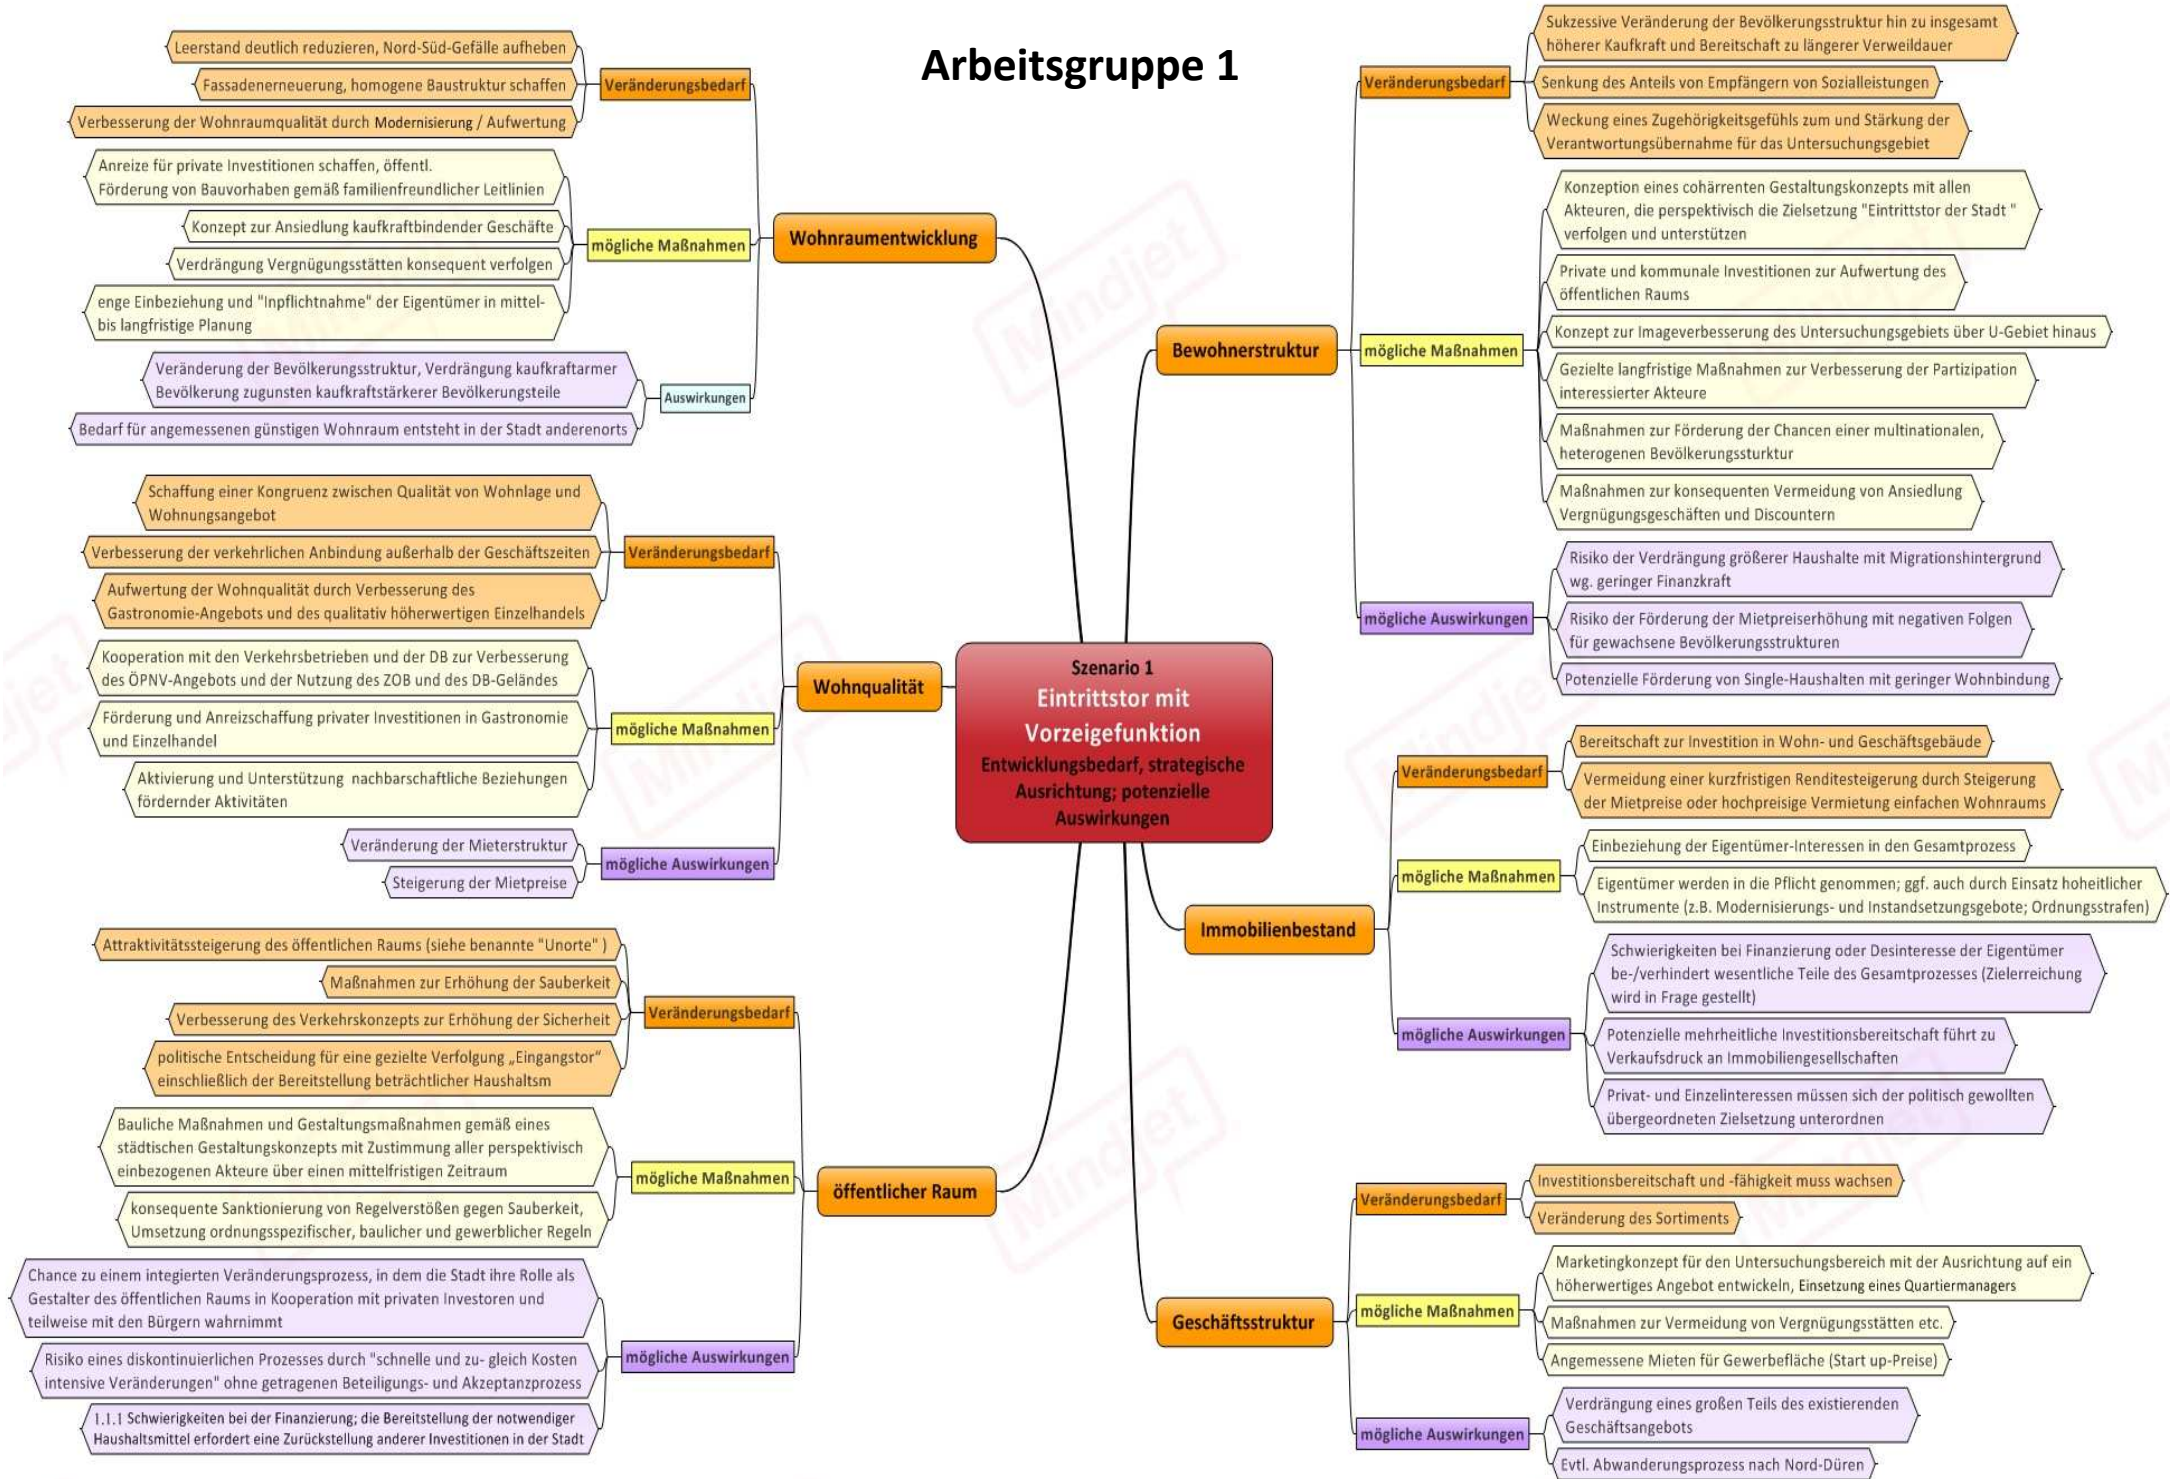 Arbeitsgruppe 1
Leerstand deutlich reduzieren, Nord-Süd-Gefälle aufheben
Fassadenerneuerung, homogene Baustruktur schaffen
Verbesserung der Wohnraumqualität durch Modernisierung / Aufwertung
Veränderungsbedarf
Anreize für private Investitionen schaffen, öffentl.
Förderung von Bauvorhaben gemäß familienfreundlicher Leitlinien
Konzept zur Ansiedlung kaufkraftbindender Geschäfte
Verdrängung Vergnügungsstätten konsequent verfolgen
enge Einbeziehung und "Inpflichtnahme" der Eigentümer in mittel-
bis langfristige Planung
mögliche Maßnahmen
Veränderung der Bevölkerungsstruktur, Verdrängung kaufkraftarmer
Bevölkerung zugunsten kaufkraftstärkerer Bevölkerungsteile
Bedarf für angemessenen günstigen Wohnraum entsteht in der Stadt anderenorts
Auswirkungen
Wohnraumentwicklung
Schaffung einer Kongruenz zwischen Qualität von Wohnlage und
Wohnungsangebot
Verbesserung der verkehrlichen Anbindung außerhalb der Geschäftszeiten
Aufwertung der Wohnqualität durch Verbesserung des
Gastronomie-Angebots und des qualitativ höherwertigen Einzelhandels
Veränderungsbedarf
Kooperation mit den Verkehrsbetrieben und der DB zur Verbesserung
des ÖPNV-Angebots und der Nutzung des ZOB und des DB-Geländes
Förderung und Anreizschaffung privater Investitionen in Gastronomie
und Einzelhandel
Aktivierung und Unterstützung nachbarschaftliche Beziehungen
fördernder Aktivitäten
mögliche Maßnahmen
Veränderung der Mieterstruktur
Steigerung der Mietpreise
mögliche Auswirkungen
Wohnqualität
Attraktivitätssteigerung des öffentlichen Raums (siehe benannte "Unorte" )
Maßnahmen zur Erhöhung der Sauberkeit
Verbesserung des Verkehrskonzepts zur Erhöhung der Sicherheit
politische Entscheidung für eine gezielte Verfolgung „Eingangstor“
einschließlich der Bereitstellung beträchtlicher Haushaltsm
Veränderungsbedarf
Bauliche Maßnahmen und Gestaltungsmaßnahmen gemäß eines
städtischen Gestaltungskonzepts mit Zustimmung aller perspektivisch
einbezogenen Akteure über einen mittelfristigen Zeitraum
konsequente Sanktionierung von Regelverstößen gegen Sauberkeit,
Umsetzung ordnungsspezifischer, baulicher und gewerblicher Regeln
mögliche Maßnahmen
Chance zu einem integrierten Veränderungsprozess, in dem die Stadt ihre Rolle als
Gestalter des öffentlichen Raums in Kooperation mit privaten Investoren und
teilweise mit den Bürgern wahrnimmt
Risiko eines diskontinuierlichen Prozesses durch "schnelle und zu- gleich Kosten
intensive Veränderungen" ohne getragenen Beteiligungs- und Akzeptanzprozess
1.1.1 Schwierigkeiten bei der Finanzierung; die Bereitstellung der notwendiger
Haushaltsmittel erfordert eine Zurückstellung anderer Investitionen in der Stadt
mögliche Auswirkungen
öffentlicher Raum
Szenario 1
Eintrittstor mit
Vorzeigefunktion
Entwicklungsbedarf, strategische
Ausrichtung; potenzielle
Auswirkungen
Bewohnerstruktur
Veränderungsbedarf
Sukzessive Veränderung der Bevölkerungsstruktur hin zu insgesamt
höherer Kaufkraft und Bereitschaft zu längerer Verweildauer
Senkung des Anteils von Empfängern von Sozialleistungen
Weckung eines Zugehörigkeitsgefühls zum und Stärkung der
Verantwortungsübernahme für das Untersuchungsgebiet
mögliche Maßnahmen
Konzeption eines cohärrenten Gestaltungskonzepts mit allen
Akteuren, die perspektivisch die Zielsetzung "Eintrittstor der Stadt "
verfolgen und unterstützen
Private und kommunale Investitionen zur Aufwertung des
öffentlichen Raums
Konzept zur Imageverbesserung des Untersuchungsgebiets über U-Gebiet hinaus
Gezielte langfristige Maßnahmen zur Verbesserung der Partizipation
interessierter Akteure
Maßnahmen zur Förderung der Chancen einer multinationalen,
heterogenen Bevölkerungssturktur
Maßnahmen zur konsequenten Vermeidung von Ansiedlung
Vergnügungsgeschäften und Discountern
mögliche Auswirkungen
Risiko der Verdrängung größerer Haushalte mit Migrationshintergrund
wg. geringer Finanzkraft
Risiko der Förderung der Mietpreiserhöhung mit negativen Folgen
für gewachsene Bevölkerungsstrukturen
Potenzielle Förderung von Single-Haushalten mit geringer Wohnbindung
Immobilienbestand
Veränderungsbedarf
Bereitschaft zur Investition in Wohn- und Geschäftsgebäude
Vermeidung einer kurzfristigen Renditesteigerung durch Steigerung
der Mietpreise oder hochpreisige Vermietung einfachen Wohnraums
mögliche Maßnahmen
Einbeziehung der Eigentümer-Interessen in den Gesamtprozess
Eigentümer werden in die Pflicht genommen; ggf. auch durch Einsatz hoheitlicher
Instrumente (z.B. Modernisierungs- und Instandsetzungsgebote; Ordnungsstrafen)
mögliche Auswirkungen
Schwierigkeiten bei Finanzierung oder Desinteresse der Eigentümer
be-/verhindert wesentliche Teile des Gesamtprozesses (Zielerreichung
wird in Frage gestellt)
Potenzielle mehrheitliche Investitionsbereitschaft führt zu
Verkaufsdruck an Immobiliengesellschaften
Privat- und Einzelinteressen müssen sich der politisch gewollten
übergeordneten Zielsetzung unterordnen
Geschäftsstruktur
Veränderungsbedarf
Investitionsbereitschaft und -fähigkeit muss wachsen
Veränderung des Sortiments
mögliche Maßnahmen
Marketingkonzept für den Untersuchungsbereich mit der Ausrichtung auf ein
höherwertiges Angebot entwickeln, Einsetzung eines Quartiermanagers
Maßnahmen zur Vermeidung von Vergnügungsstätten etc.
Angemessene Mieten für Gewerbefläche (Start up-Preise)
mögliche Auswirkungen
Verdrängung eines großen Teils des existierenden
Geschäftsangebots
Evtl. Abwanderungsprozess nach Nord-Düren
Mindjet